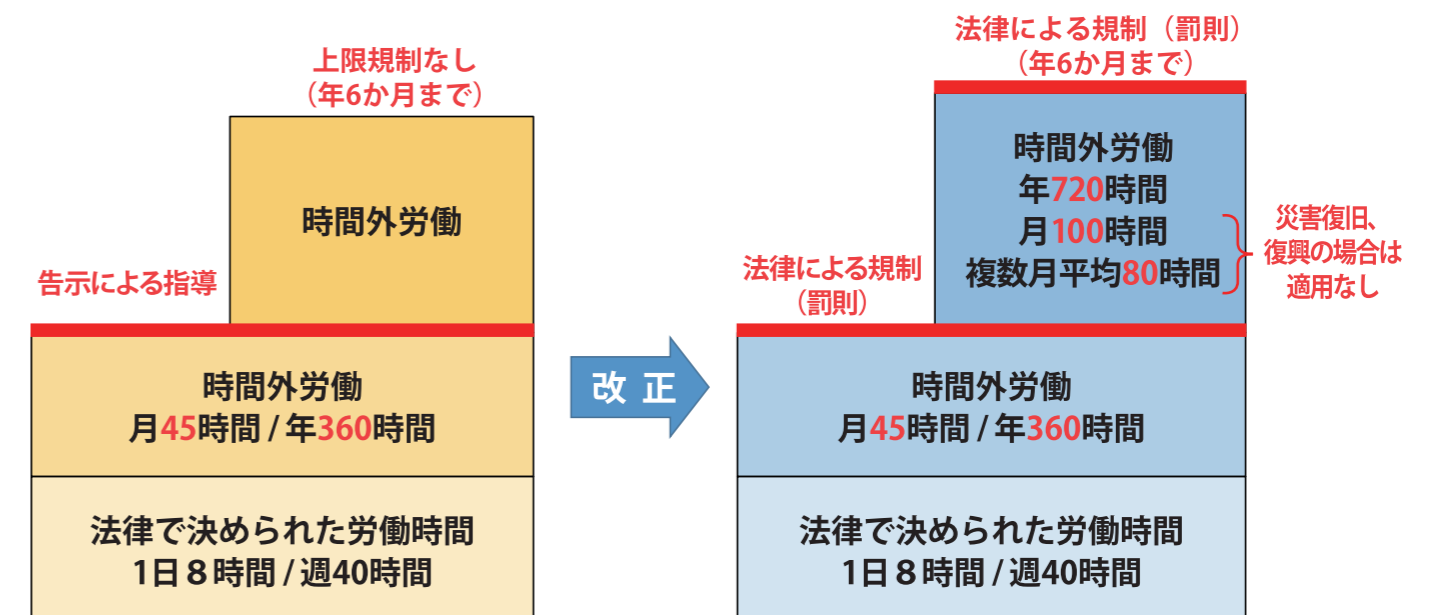 上限規制なし
（年6か月まで）
時間外労働
告示による指導
時間外労働
月45時間 / 年360時間
法律で決められた労働時間
1日８時間 / 週40時間
改 正
法律による規制（罰則）
（年6か月まで）
時間外労働
年720時間
月100時間
複数月平均80時間
災害復旧、
復興の場合は
適用なし
法律による規制
（罰則）
時間外労働
月45時間 / 年360時間
法律で決められた労働時間
1日８時間 / 週40時間